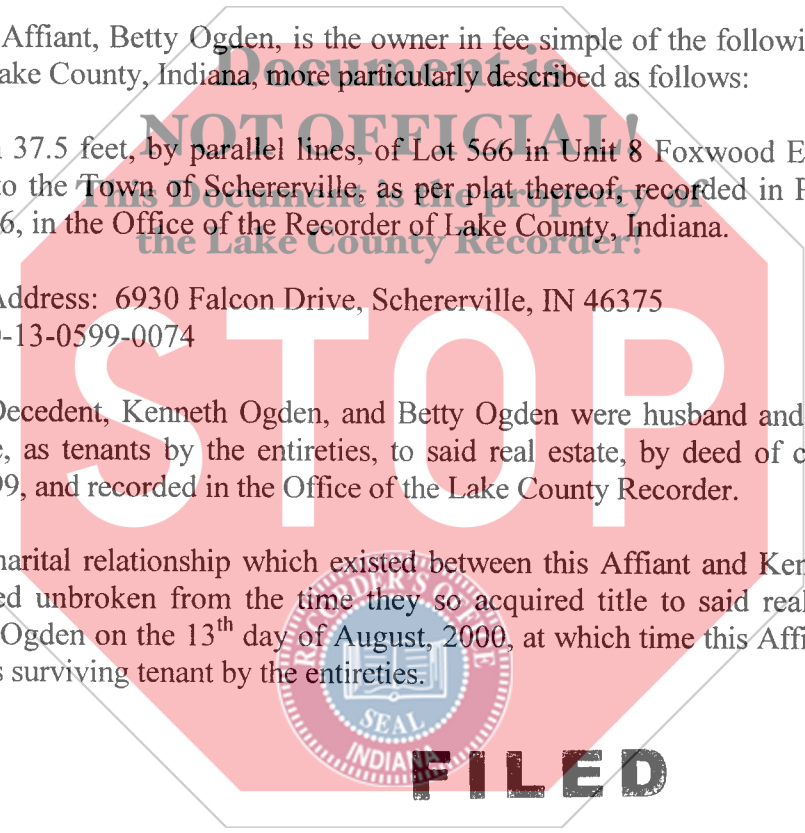 Affiant, Betty Ogden, is the owner in fee simple of the followi
ake County, Indiana, more particularly described as follows:
Document is
NOT OFFICIAL!
37.5 feet, by parallel lines, of Lot 566 in Unit 8 Foxwood E
to the Town of Schererville, as per plat thereof, recorded in
This Document is the property of
6, in the Office of the Recorder of Lake County, Indiana.
the Lake County Recorder!
Address: 6930 Falcon Drive, Schererville, IN 46375
-13-0599-0074
STOP
Decedent, Kenneth Ogden, and Betty Ogden were husband and
, as tenants by the entireties, to said real estate, by deed of c
99, and recorded in the Office of the Lake County Recorder.
arital relationship which existed between this Affiant and Ken
ed unbroken from the time they so acquired title to said real
Ogden on the 13th day of August, 2000, at which time this Affi
s surviving tenant by the entireties.
RECORDER'S OFFICE
SEAL
INDIANA
FILED